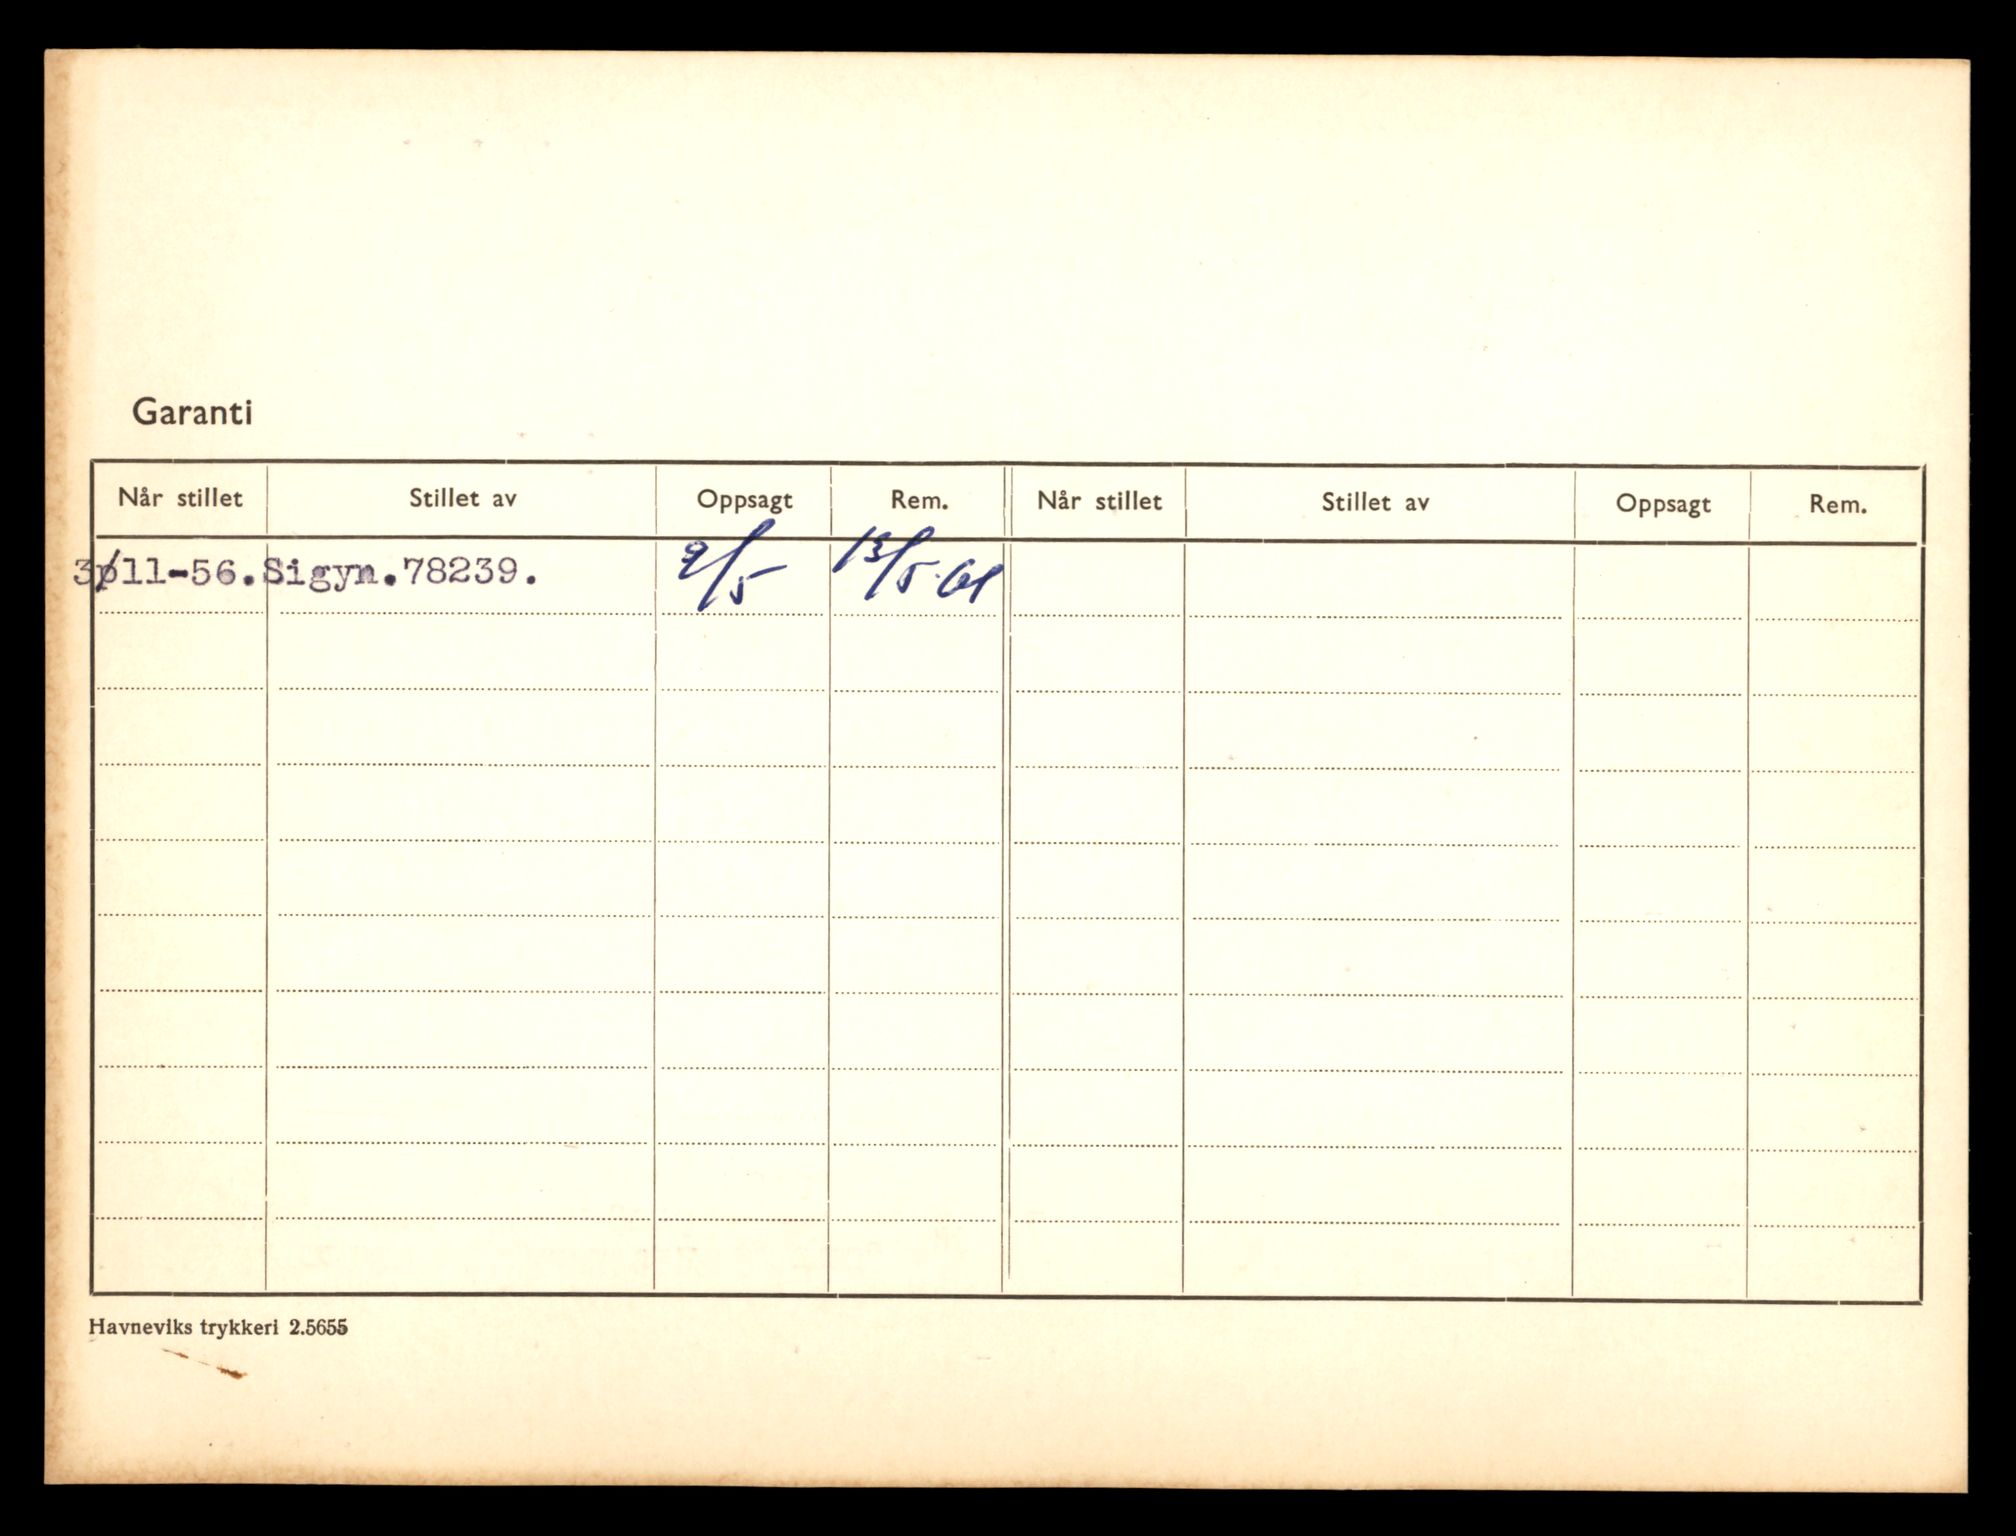 Garanti
Når stillet Stillet av Oppsagt Rem. Når stillet Stillet av Oppsagt Rem.
3/11-56. Sigyn. 78239. 9/5 13/5-61
Havneviks trykkeri 2.5655